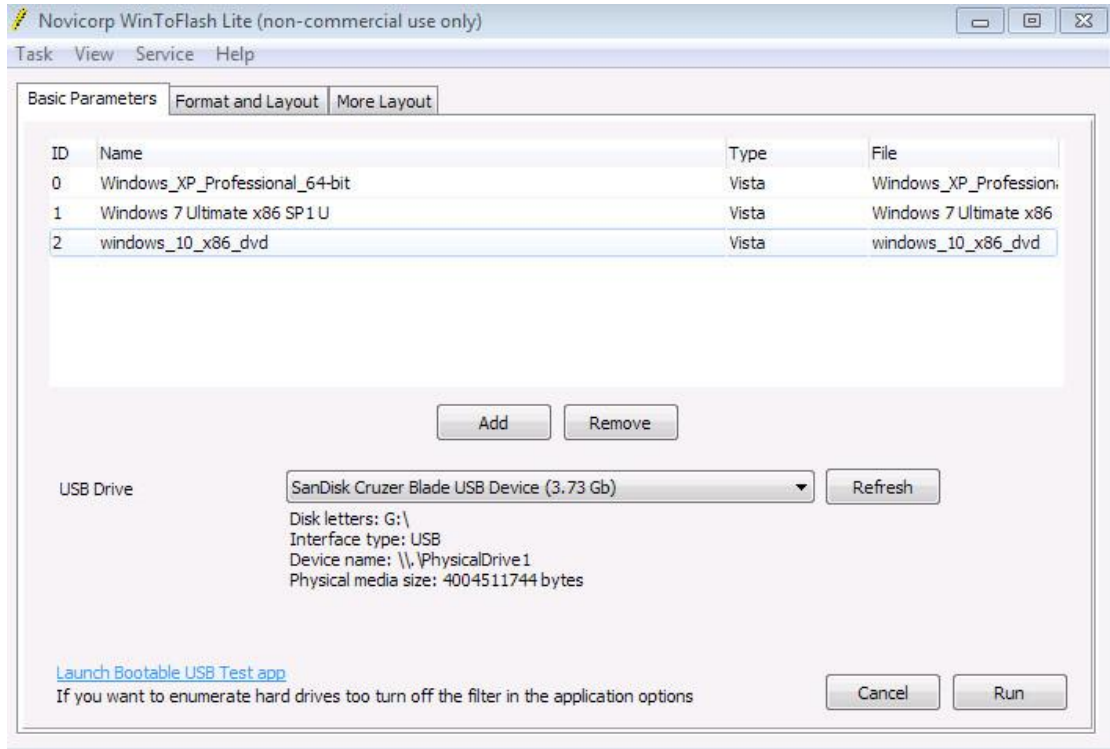 Novicorp WinToFlash Lite (non-commercial use only)
Task View Service Help
Basic Parameters Format and Layout More Layout
ID Name Type File
0 Windows_XP_Professional_64-bit Vista Windows_XP_Profession
1 Windows 7 Ultimate x86 SP1 U Vista Windows 7 Ultimate x86
2 windows_10_x86_dvd Vista windows_10_x86_dvd
Add Remove
USB Drive SanDisk Cruzer Blade USB Device (3.73 Gb) Refresh
Disk letters: G:\
Interface type: USB
Device name: \\.\PhysicalDrive1
Physical media size: 4004511744 bytes
Launch Bootable USB Test app
If you want to enumerate hard drives too turn off the filter in the application options Cancel Run